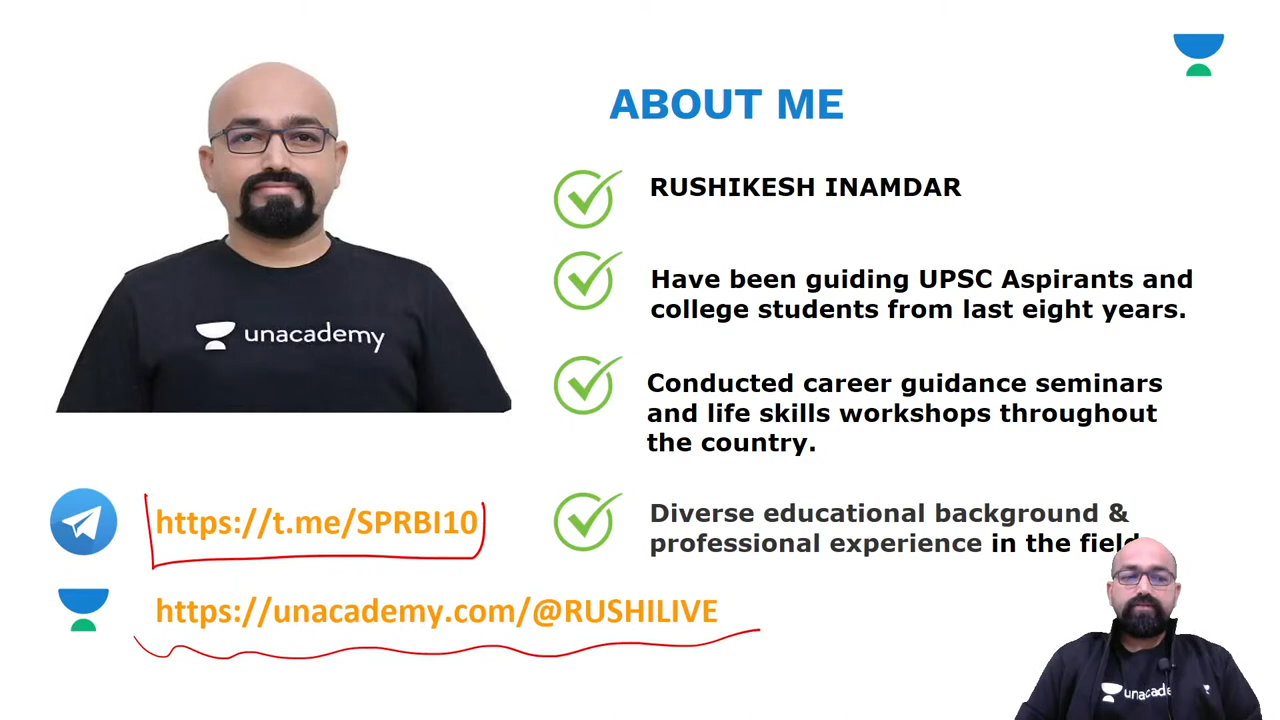 ABOUT ME
RUSHIKESH INAMDAR
Have been guiding UPSC Aspirants and
college students from last eight years.
Conducted career guidance seminars
and life skills workshops throughout
the country.
Diverse educational background &
professional experience in the field
unacademy
https://t.me/SPRBI10
https://unacademy.com/@RUSHILIVE